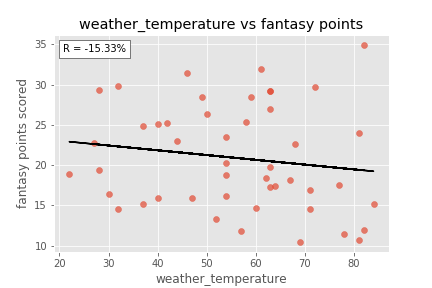 weather_temperature vs fantasy points
R = -15.33%
fantasy points scored
35
30
25
20
15
10
20 30 40 50 60 70 80
weather_temperature